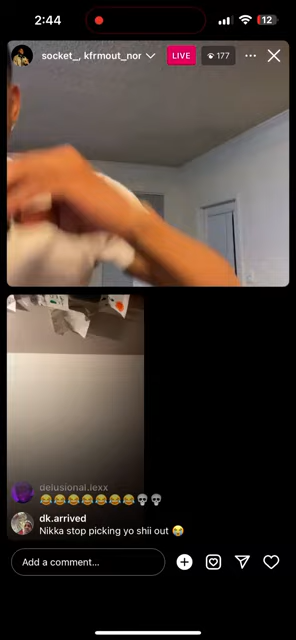 2:44
12
socket_, kfrmout_nor
LIVE
177
delusional.lexx
😂😂😂😂😂😂😂💀💀
dk.arrived
Nikka stop picking yo shii out 😭
Add a comment...